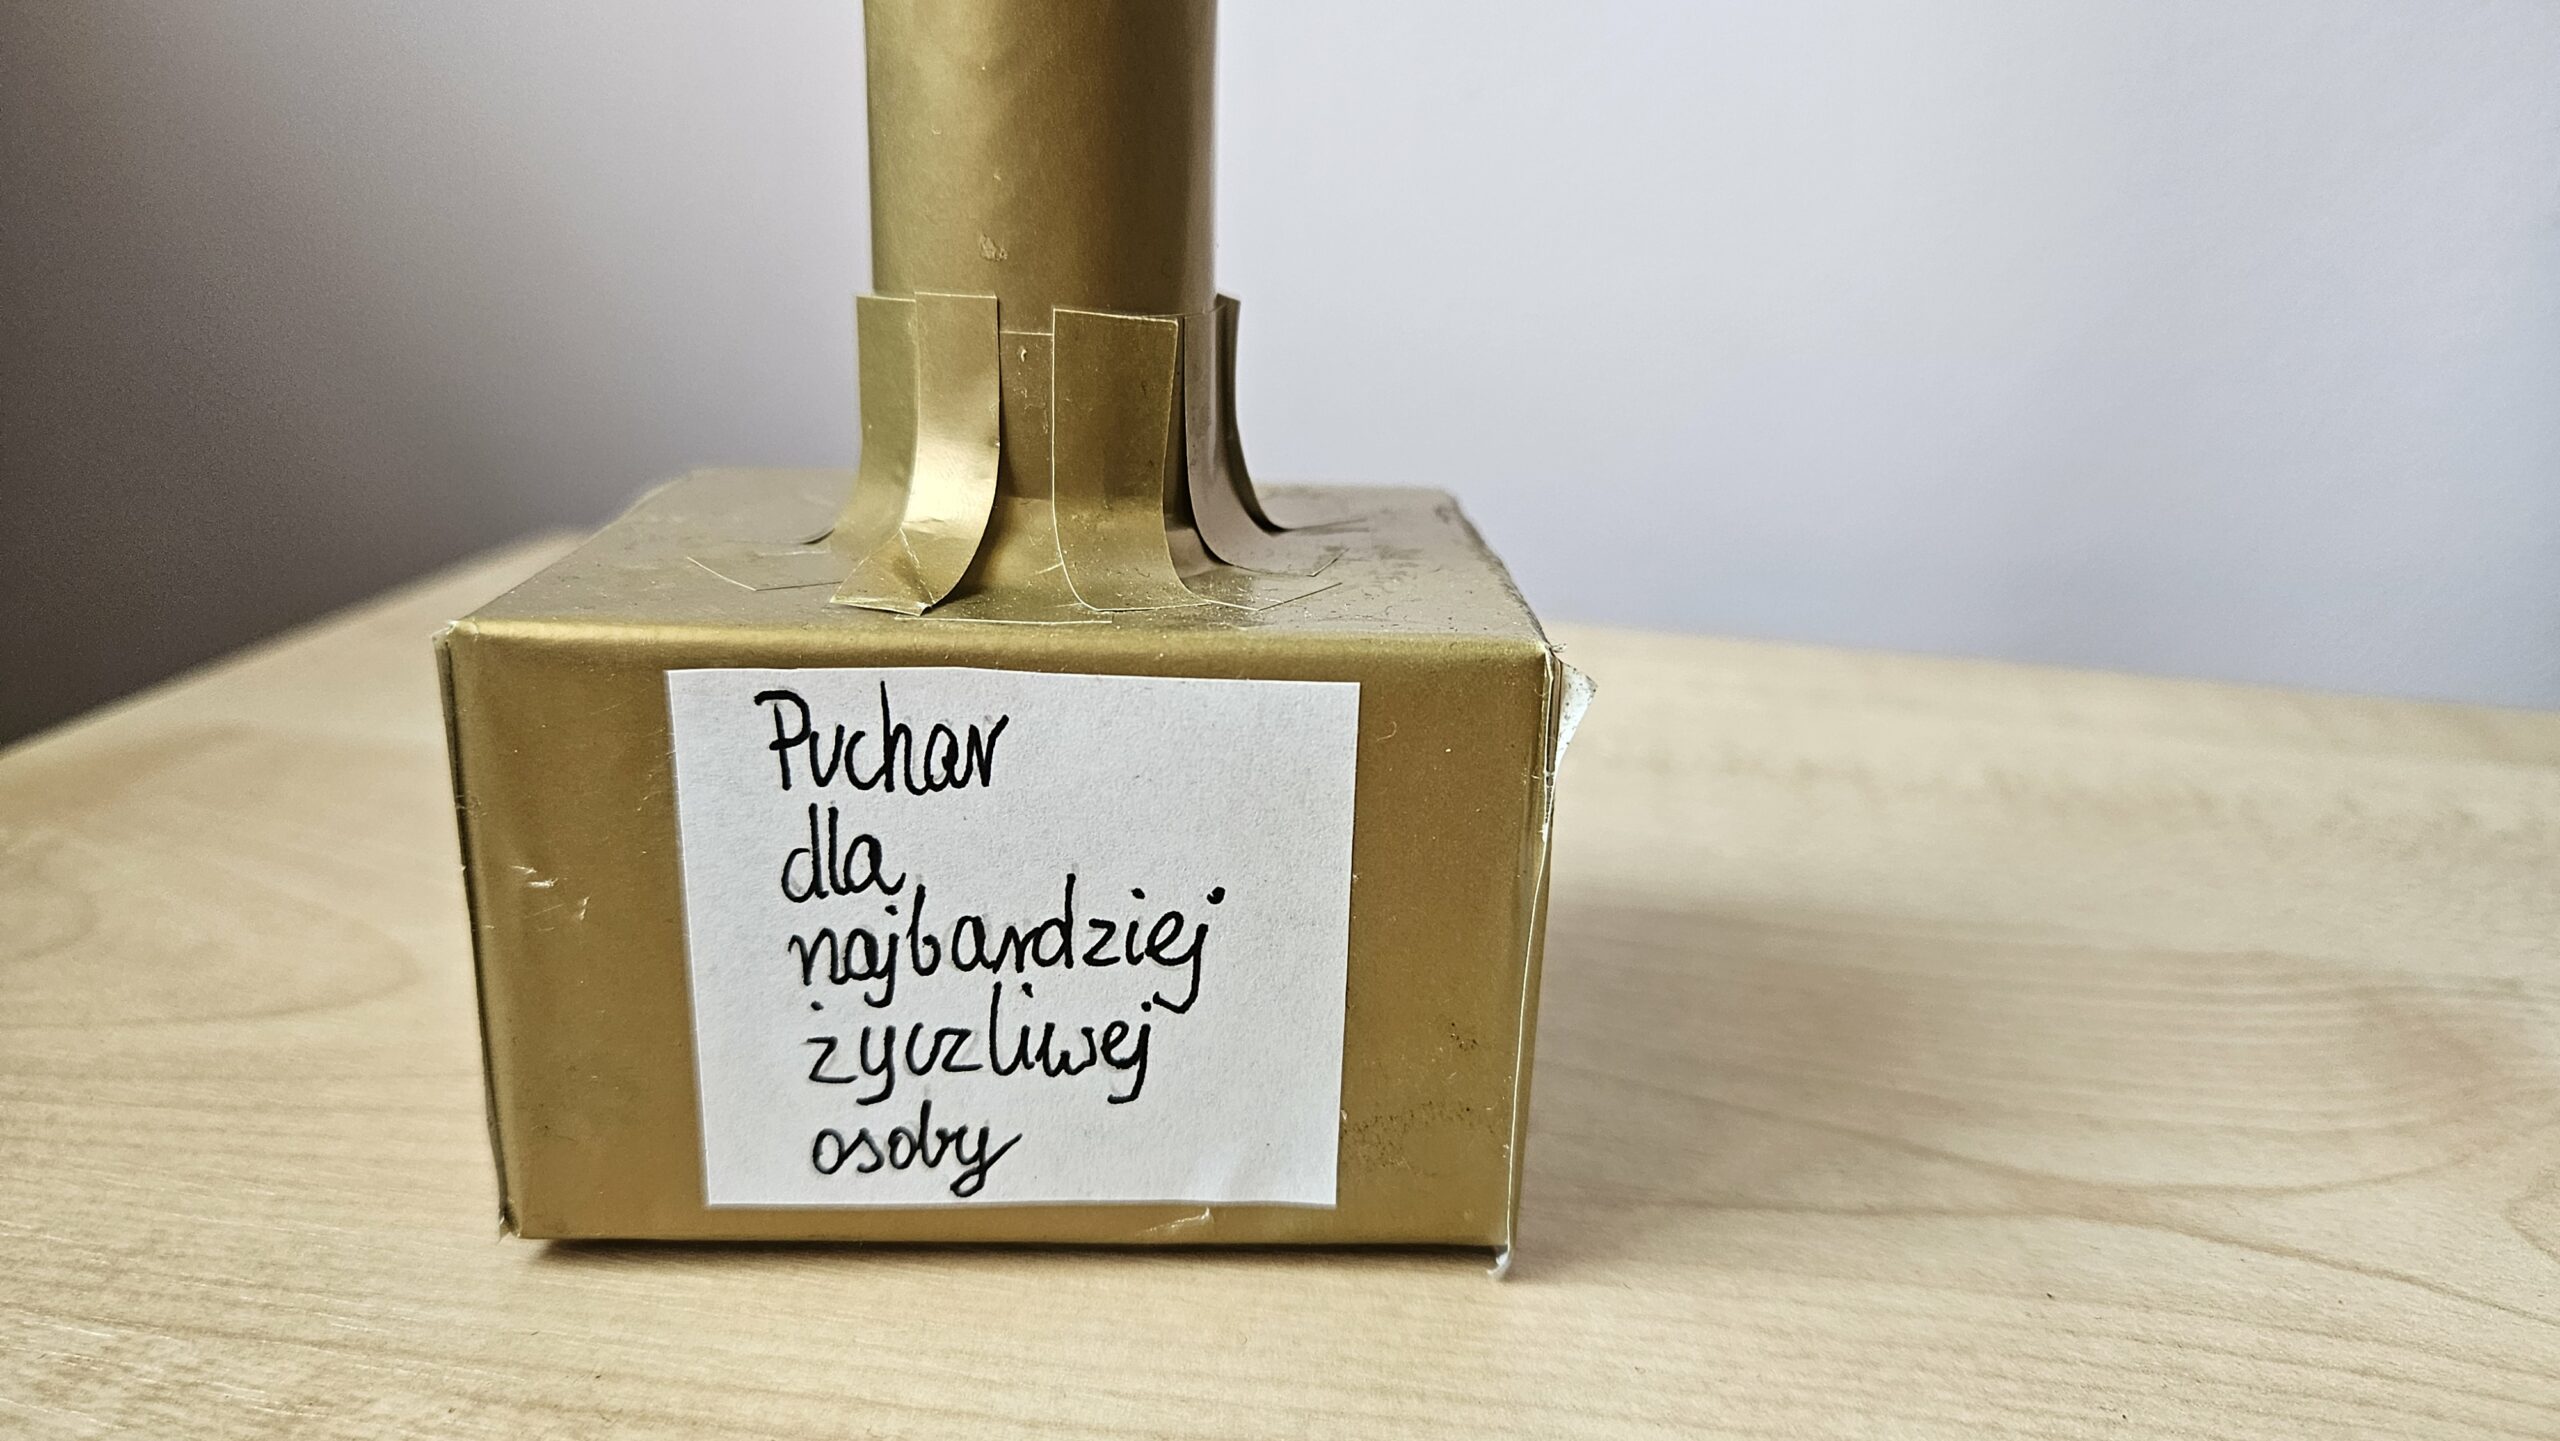 Puchar
dla
najbardziej
życzliwej
osoby